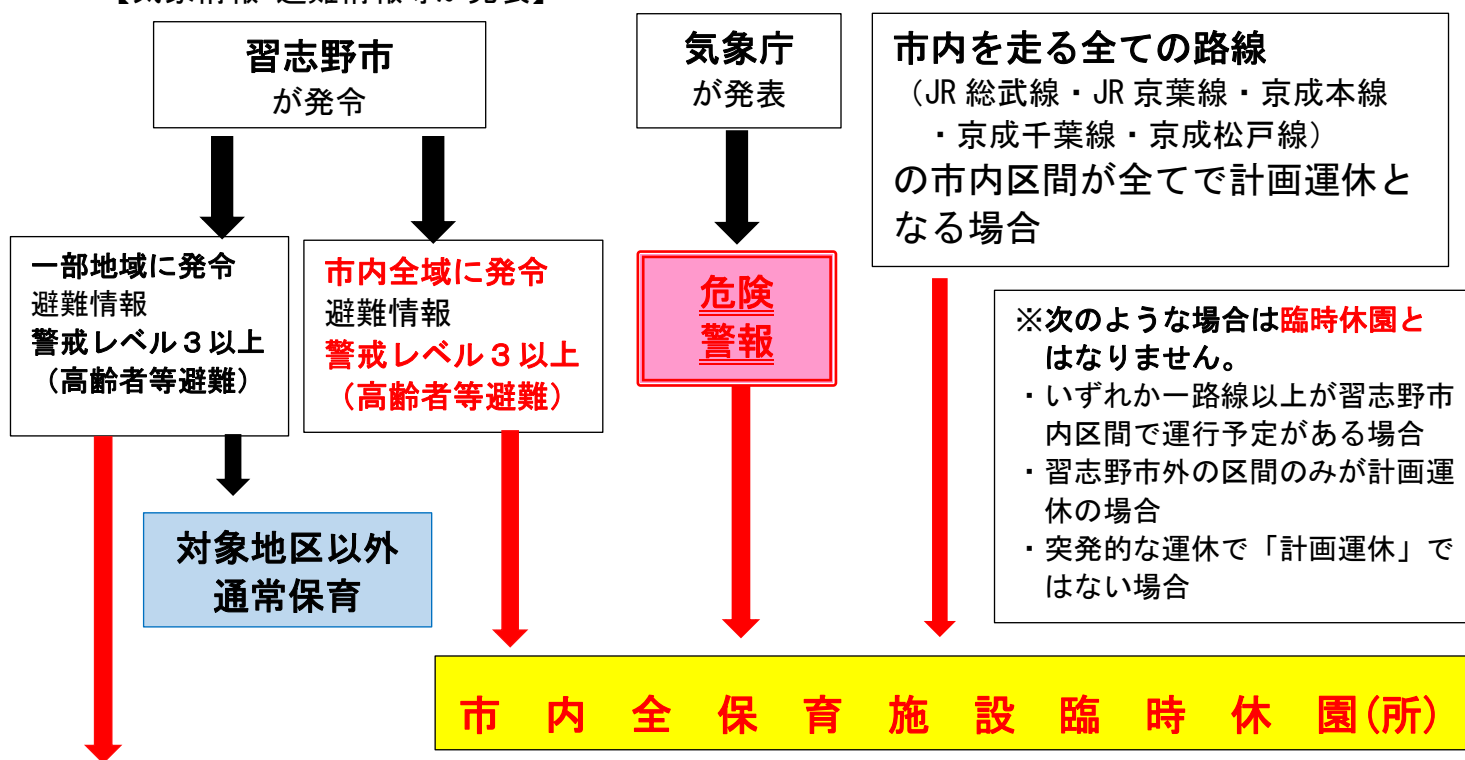 習志野市
が発令
気象庁
が発表
市内を走る全ての路線
（JR 総武線・JR 京葉線・京成本線
・京成千葉線・京成松戸線）
の市内区間が全てで計画運休と
なる場合
一部地域に発令
避難情報
警戒レベル３以上
（高齢者等避難）
市内全域に発令
避難情報
警戒レベル３以上
（高齢者等避難）
危険
警報
※次のような場合は臨時休園と
はなりません。
・いずれか一路線以上が習志野市
内区間で運行予定がある場合
・習志野市外の区間のみが計画運
休の場合
・突発的な運休で「計画運休」で
はない場合
対象地区以外
通常保育
市内全保育施設臨時休園(所)